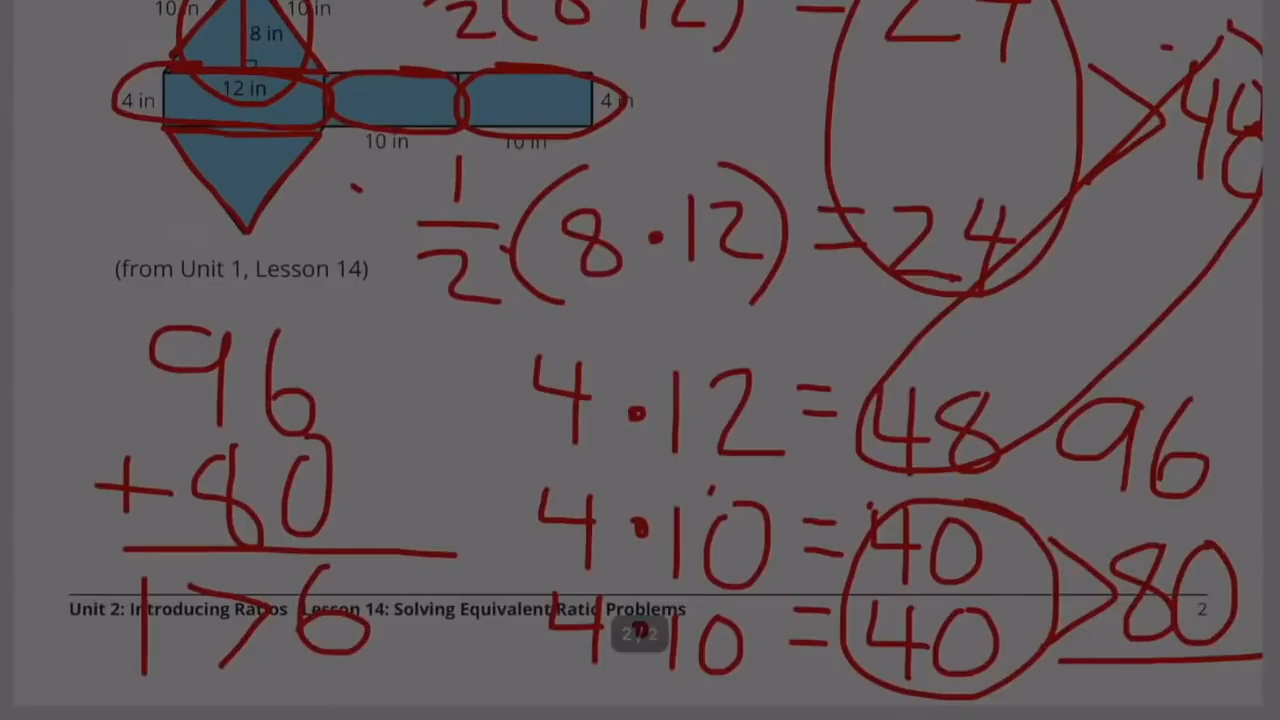 10 in 10 in
1/2 (8 · 12) = 24
8 in
12 in
4 in 4 in
10 in 10 in
48
1/2 · (8 · 12) = 24
(from Unit 1, Lesson 14)
96
+ 80
176
4 · 12 = 48 96
4 · 10 = 40
4 · 10 = 40 80
Unit 2: Introducing Ratios Lesson 14: Solving Equivalent Ratio Problems 2
2 / 2